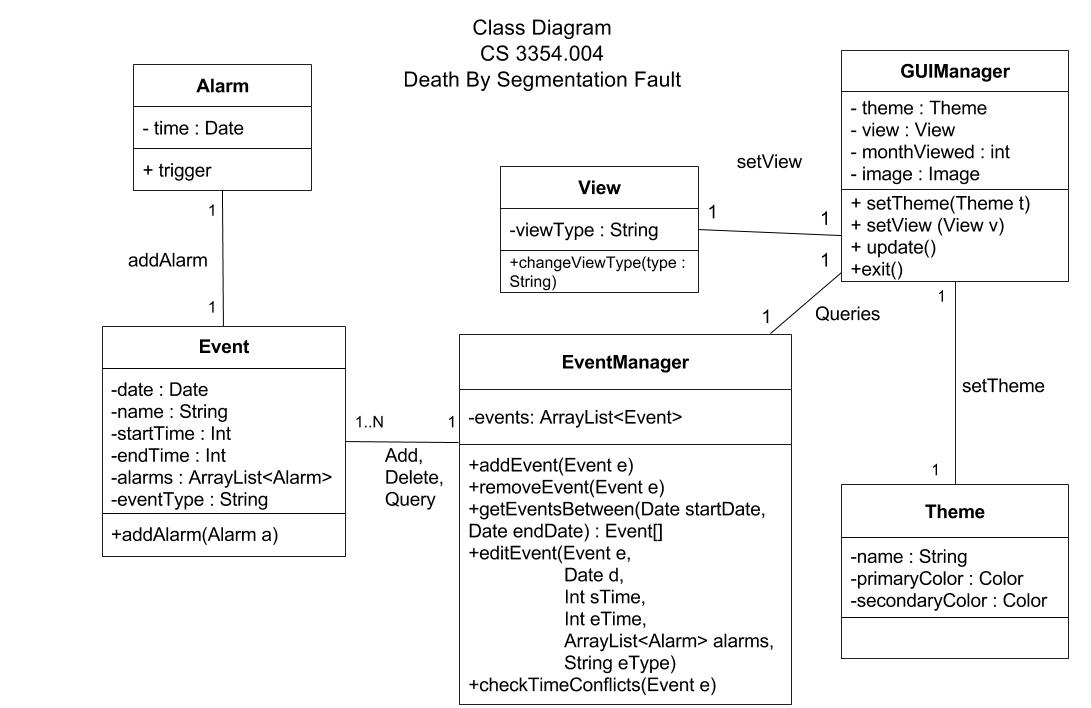 Class Diagram
CS 3354.004
Death By Segmentation Fault
Alarm
- time : Date
+ trigger
1
addAlarm
1
Event
-date : Date
-name : String
-startTime : Int
-endTime : Int
-alarms : ArrayList<Alarm>
-eventType : String
+addAlarm(Alarm a)
1..N
1
Add,
Delete,
Query
EventManager
-events: ArrayList<Event>
+addEvent(Event e)
+removeEvent(Event e)
+getEventsBetween(Date startDate,
Date endDate) : Event[]
+editEvent(Event e,
Date d,
Int sTime,
Int eTime,
ArrayList<Alarm> alarms,
String eType)
+checkTimeConflicts(Event e)
View
-viewType : String
+changeViewType(type :
String)
setView
1
1
1
1
Queries
GUIManager
- theme : Theme
- view : View
- monthViewed : int
- image : Image
+ setTheme(Theme t)
+ setView (View v)
+ update()
+exit()
1
setTheme
1
Theme
-name : String
-primaryColor : Color
-secondaryColor : Color